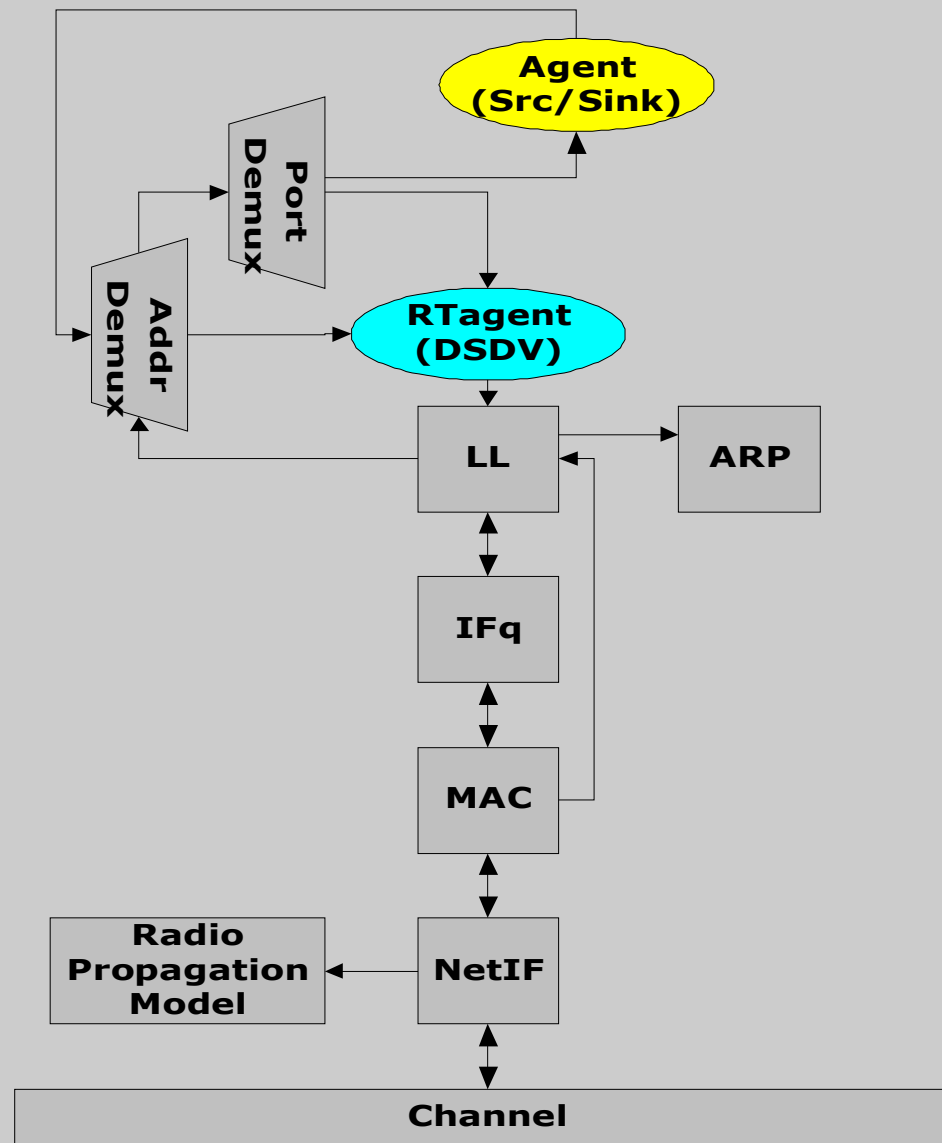 Agent
(Src/Sink)
Port
Demux
Addr
Demux
RTagent
(DSDV)
LL
ARP
IFq
MAC
Radio
Propagation
Model
NetIF
Channel